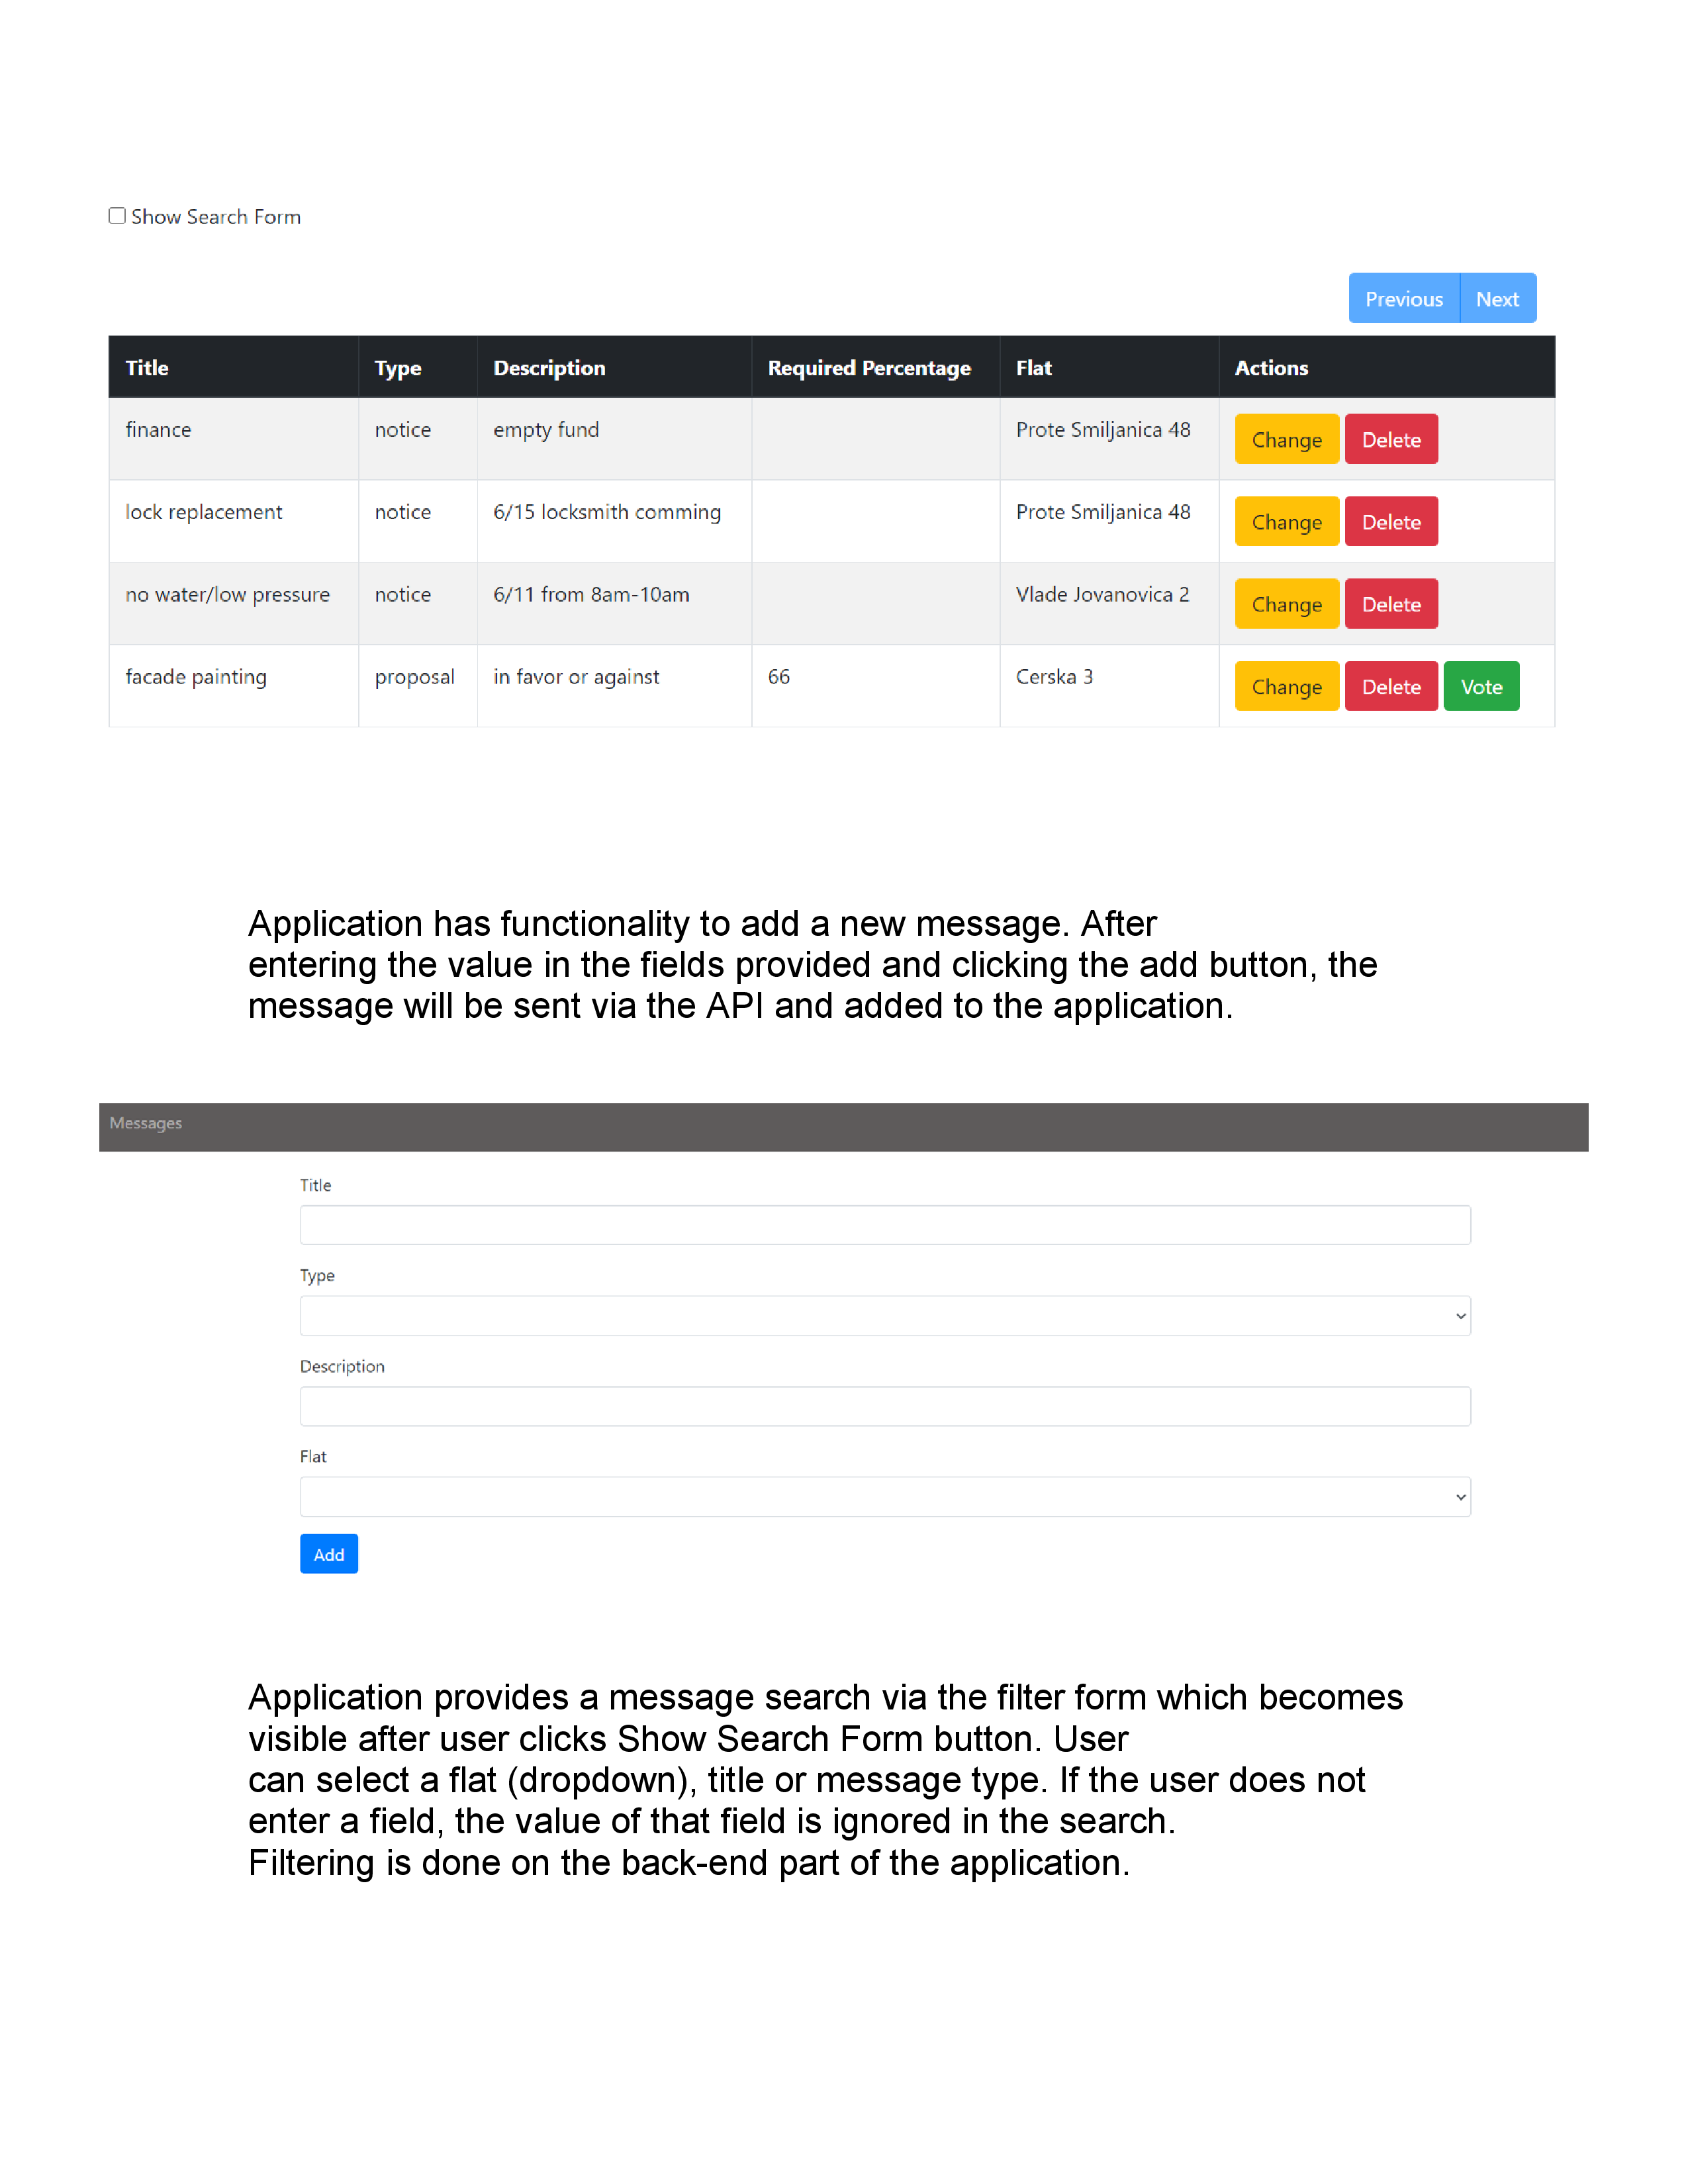 Show Search Form
Previous Next
Title Type Description Required Percentage Flat Actions
finance notice empty fund Prote Smiljanica 48 Change Delete
lock replacement notice 6/15 locksmith comming Prote Smiljanica 48 Change Delete
no water/low pressure notice 6/11 from 8am-10am Vlade Jovanovica 2 Change Delete
facade painting proposal in favor or against 66 Cerska 3 Change Delete Vote
Application has functionality to add a new message. After
entering the value in the fields provided and clicking the add button, the
message will be sent via the API and added to the application.
Messages
Title
Type
Description
Flat
Add
Application provides a message search via the filter form which becomes
visible after user clicks Show Search Form button. User
can select a flat (dropdown), title or message type. If the user does not
enter a field, the value of that field is ignored in the search.
Filtering is done on the back-end part of the application.